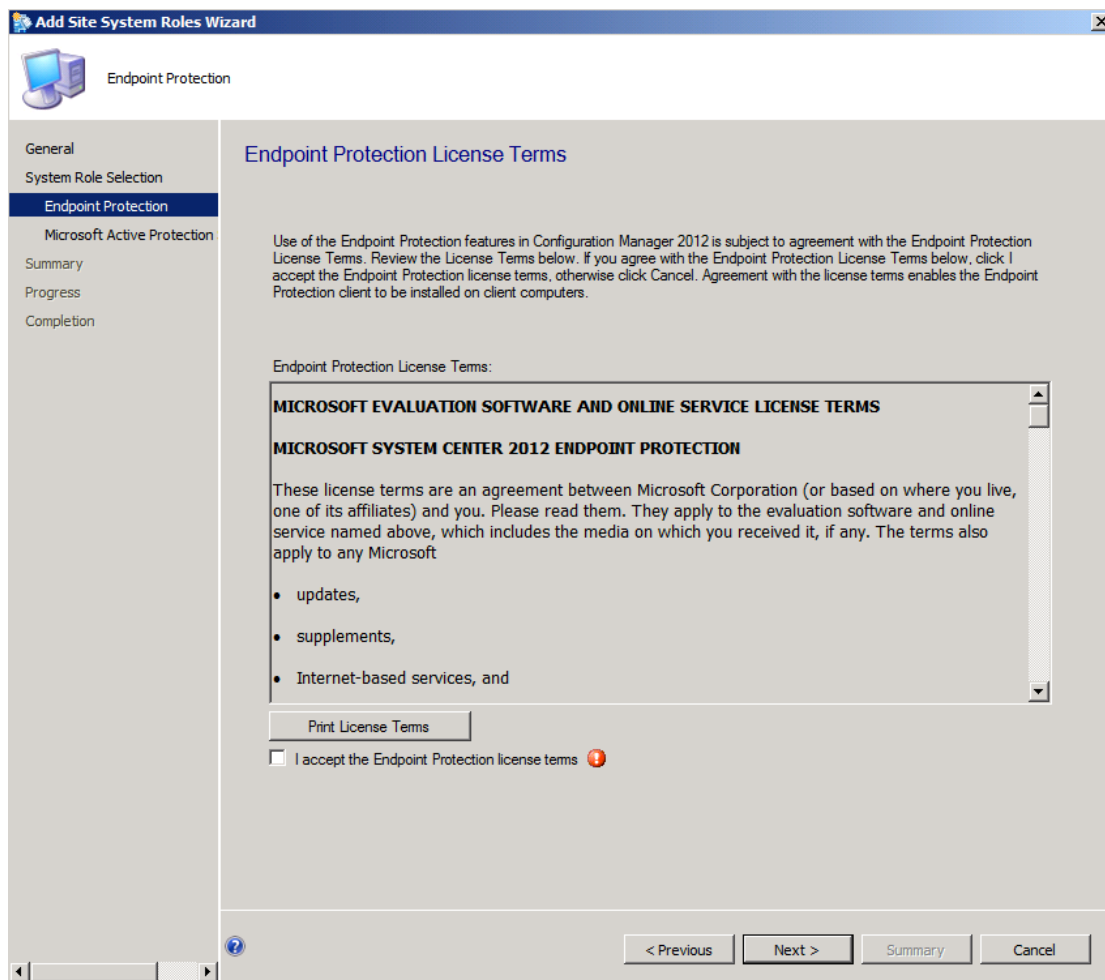 Add Site System Roles Wizard
Endpoint Protection
General
System Role Selection
Endpoint Protection
Microsoft Active Protection
Summary
Progress
Completion
Endpoint Protection License Terms
Use of the Endpoint Protection features in Configuration Manager 2012 is subject to agreement with the Endpoint Protection
License Terms. Review the License Terms below. If you agree with the Endpoint Protection License Terms below, click I
accept the Endpoint Protection license terms, otherwise click Cancel. Agreement with the license terms enables the Endpoint
Protection client to be installed on client computers.
Endpoint Protection License Terms:
MICROSOFT EVALUATION SOFTWARE AND ONLINE SERVICE LICENSE TERMS
MICROSOFT SYSTEM CENTER 2012 ENDPOINT PROTECTION
These license terms are an agreement between Microsoft Corporation (or based on where you live,
one of its affiliates) and you. Please read them. They apply to the evaluation software and online
service named above, which includes the media on which you received it, if any. The terms also
apply to any Microsoft
• updates,
• supplements,
• Internet-based services, and
Print License Terms
I accept the Endpoint Protection license terms
< Previous
Next >
Summary
Cancel